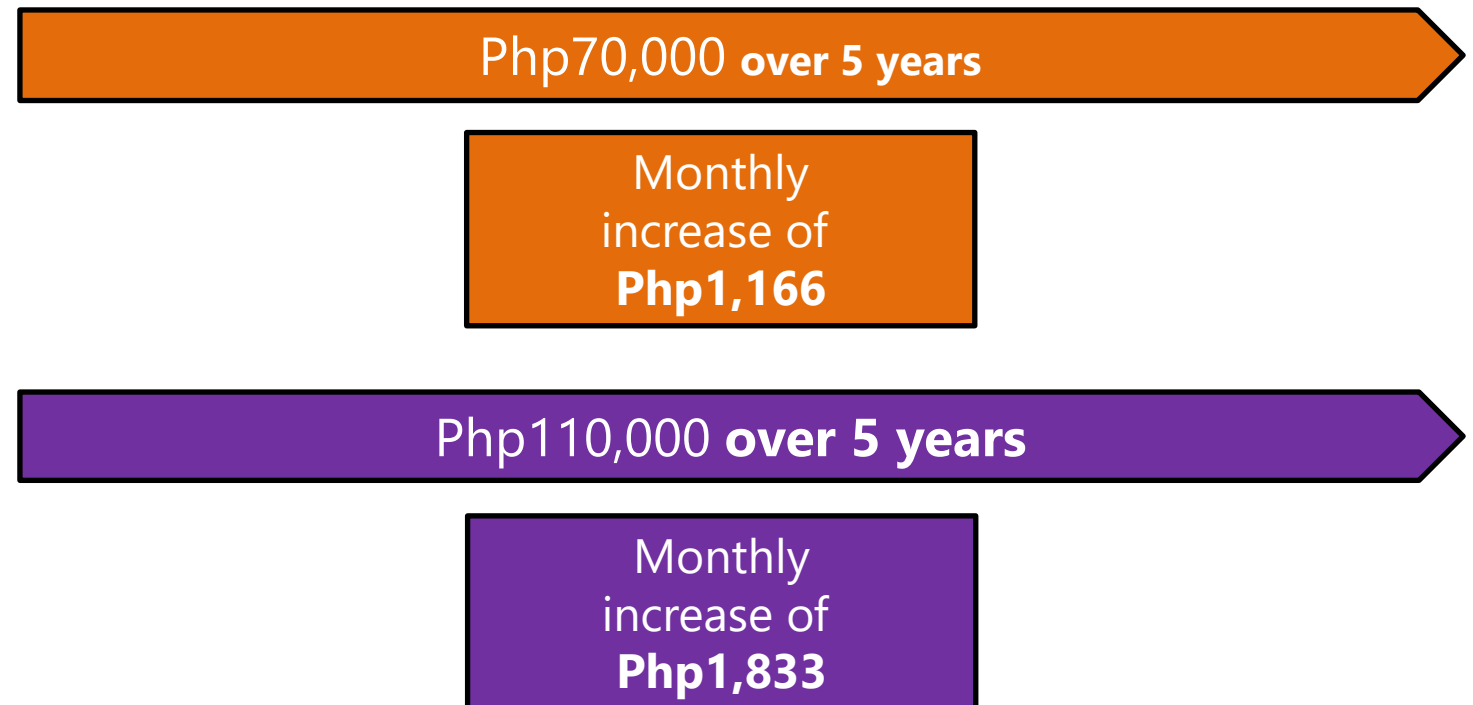 Php70,000 over 5 years
Monthly
increase of
Php1,166
Php110,000 over 5 years
Monthly
increase of
Php1,833